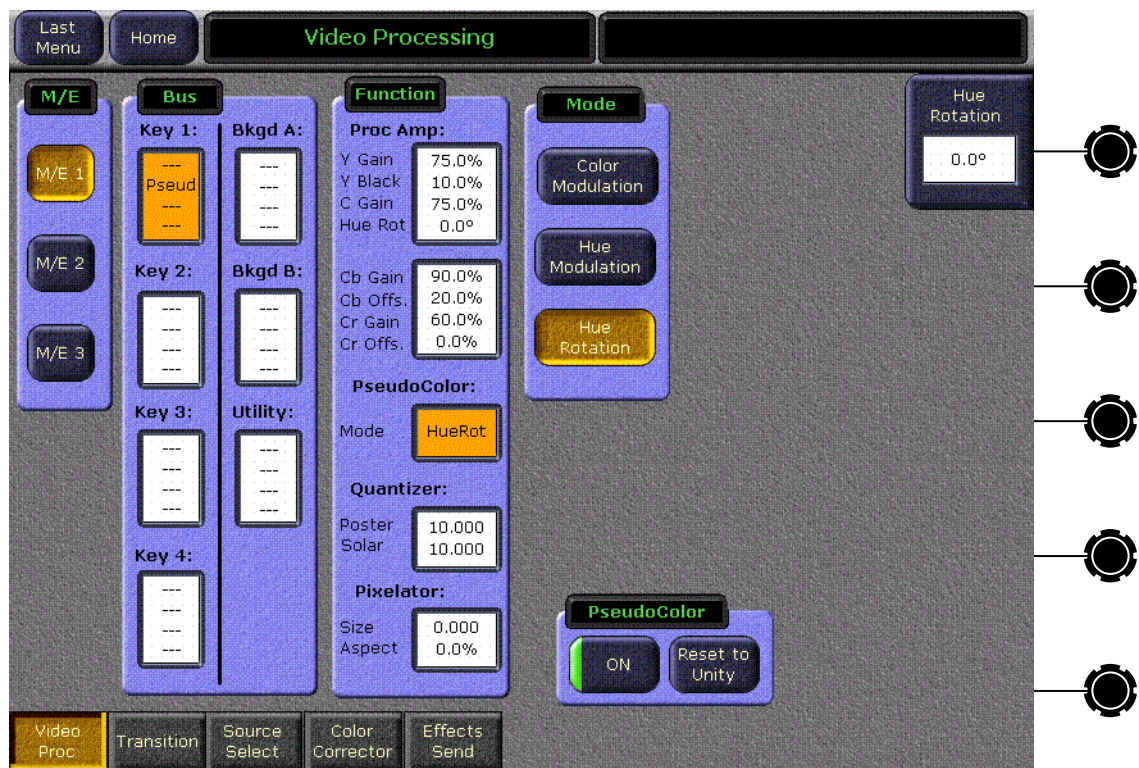 Last
Menu
Home
Video Processing
M/E
M/E 1
M/E 2
M/E 3
Bus
Key 1:
---
Pseud
---
---
Bkgd A:
---
---
---
---
Key 2:
---
---
---
---
Bkgd B:
---
---
---
---
Key 3:
---
---
---
---
Utility:
---
---
---
---
Key 4:
---
---
---
---
Function
Proc Amp:
Y Gain 75.0%
Y Black 10.0%
C Gain 75.0%
Hue Rot 0.0°
Cb Gain 90.0%
Cb Offs. 20.0%
Cr Gain 60.0%
Cr Offs. 0.0%
PseudoColor:
Mode HueRot
Quantizer:
Poster 10.000
Solar 10.000
Pixelator:
Size 0.000
Aspect 0.0%
Mode
Color
Modulation
Hue
Modulation
Hue
Rotation
Hue
Rotation
0.0°
PseudoColor
ON
Reset to
Unity
Video
Proc
Transition
Source
Select
Color
Corrector
Effects
Send